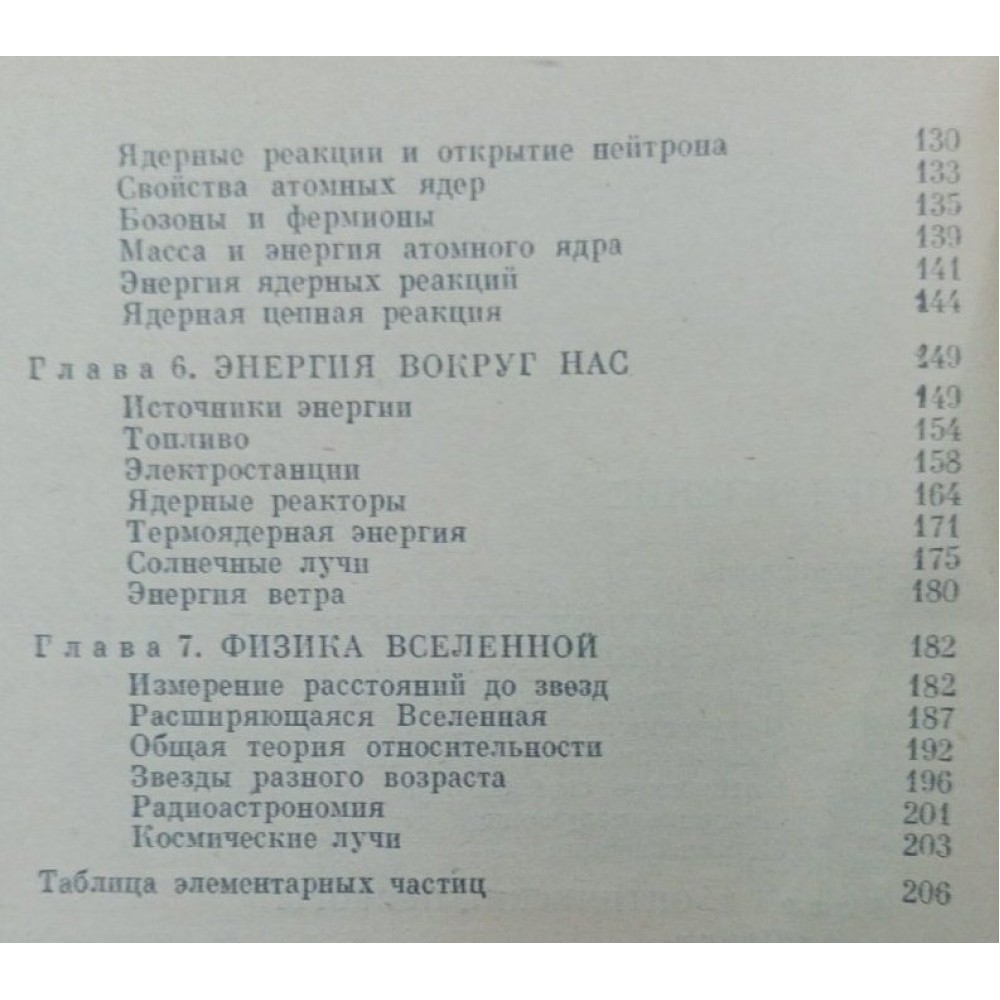 Ядерные реакции и открытие нейтрона 130
Свойства атомных ядер 133
Бозоны и фермионы 135
Масса и энергия атомного ядра 139
Энергия ядерных реакций 141
Ядерная цепная реакция 144
Глава 6. ЭНЕРГИЯ ВОКРУГ НАС 249
Источники энергии 149
Топливо 154
Электростанции 158
Ядерные реакторы 164
Термоядерная энергия 171
Солнечные лучи 175
Энергия ветра 180
Глава 7. ФИЗИКА ВСЕЛЕННОЙ 182
Измерение расстояний до звезд 182
Расширяющаяся Вселенная 187
Общая теория относительности 192
Звезды разного возраста 196
Радиоастрономия 201
Космические лучи 203
Таблица элементарных частиц 206